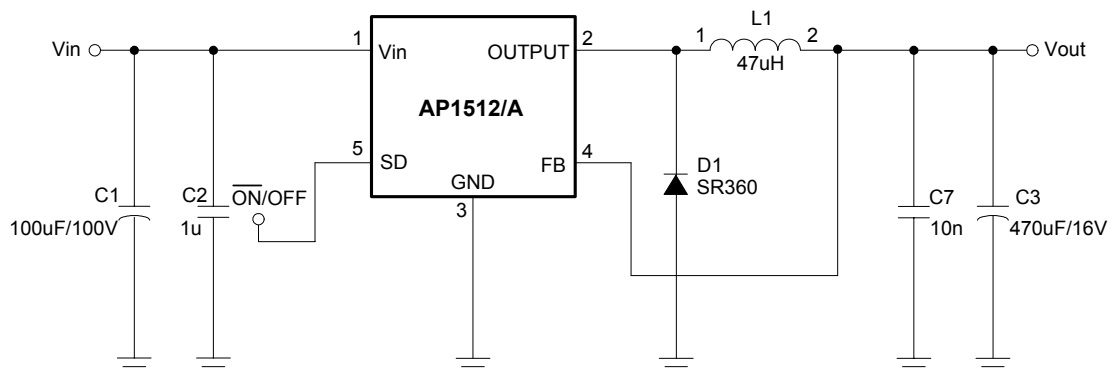 L1
Vin
1
Vin
OUTPUT
2
1
2
Vout
47uH
AP1512/A
5
SD
FB
4
D1
SR360
GND
3
C1
100uF/100V
C2
1u
ON/OFF
C7
10n
C3
470uF/16V